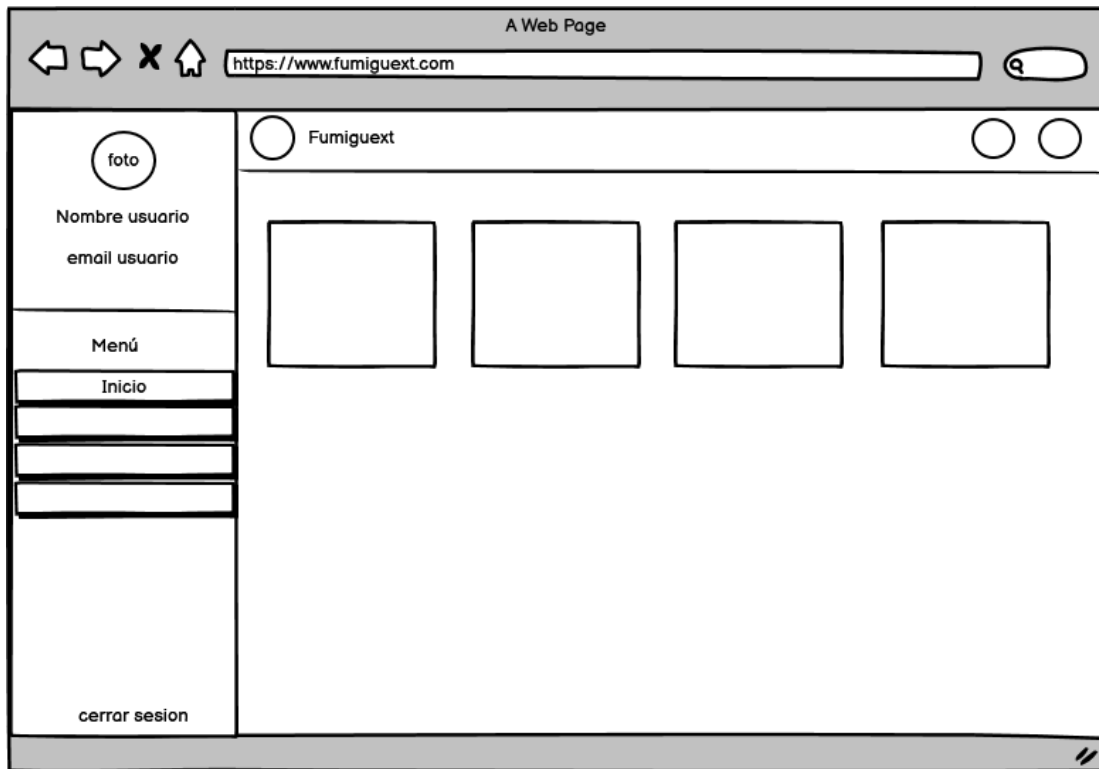 A Web Page
https://www.fumiguext.com
foto
Nombre usuario
email usuario
Menú
Inicio
cerrar sesion
Fumiguext